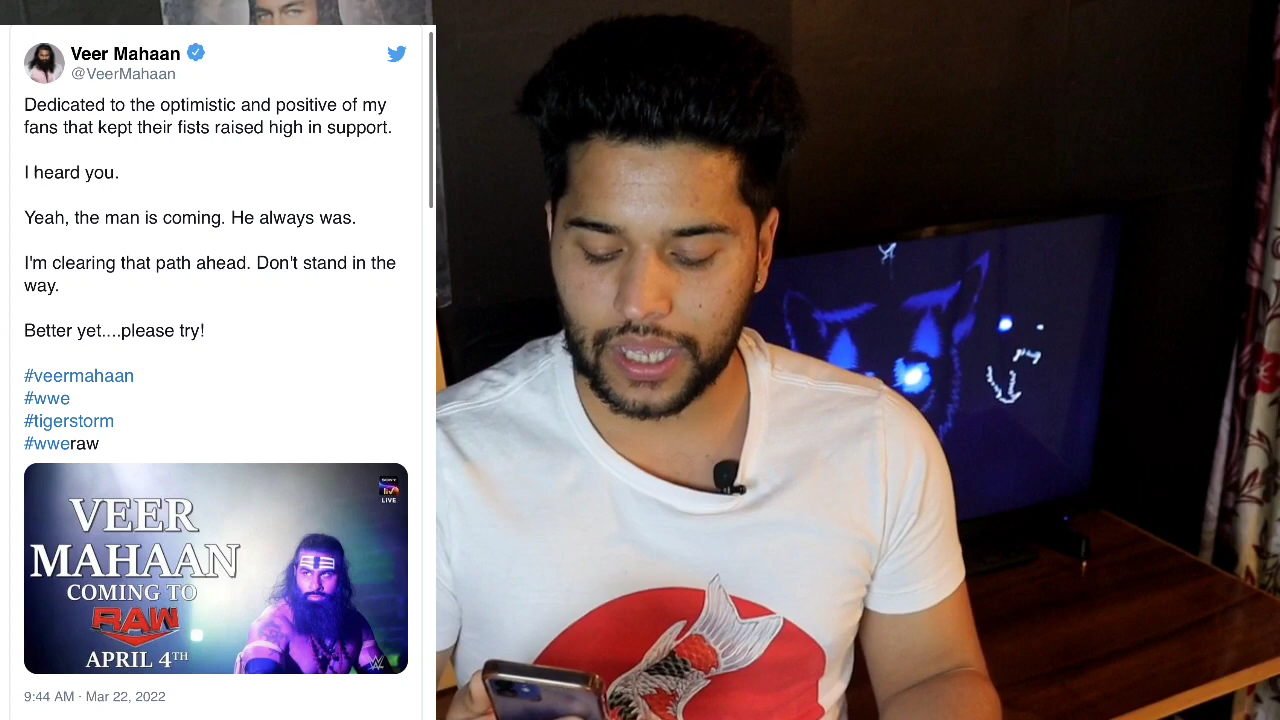 Veer Mahaan
@VeerMahaan
Dedicated to the optimistic and positive of my
fans that kept their fists raised high in support.
I heard you.
Yeah, the man is coming. He always was.
I'm clearing that path ahead. Don't stand in the
way.
Better yet....please try!
#veermahaan
#wwe
#tigerstorm
#wweraw
SONY
liv
LIVE
VEER
MAHAAN
COMING TO
RAW
APRIL 4TH
W
9:44 AM · Mar 22, 2022